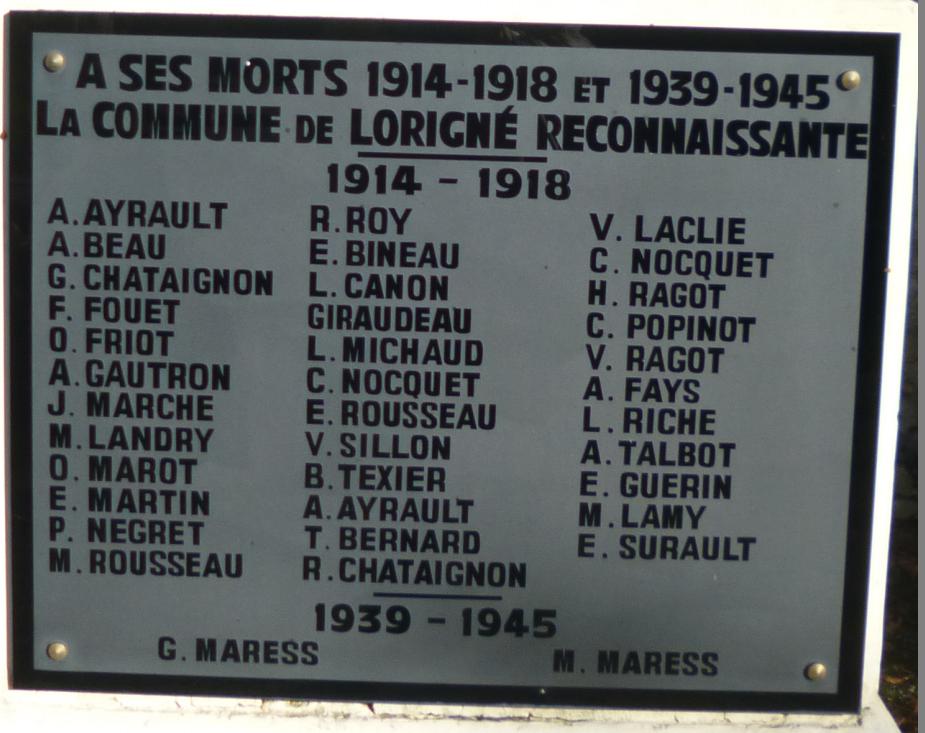 A SES MORTS 1914-1918 ET 1939-1945
LA COMMUNE DE LORIGNÉ RECONNAISSANTE
1914 - 1918
A. AYRAULT
A. BEAU
G. CHATAIGNON
F. FOUET
O. FRIOT
A. GAUTRON
J. MARCHE
M. LANDRY
O. MAROT
E. MARTIN
P. NEGRET
M. ROUSSEAU
R. ROY
E. BINEAU
L. CANON
GIRAUDEAU
L. MICHAUD
C. NOCQUET
E. ROUSSEAU
V. SILLON
B. TEXIER
A. AYRAULT
T. BERNARD
R. CHATAIGNON
V. LACLIE
C. NOCQUET
H. RAGOT
C. POPINOT
V. RAGOT
A. FAYS
L. RICHE
A. TALBOT
E. GUERIN
M. LAMY
E. SURAULT
1939 - 1945
G. MARESS
M. MARESS